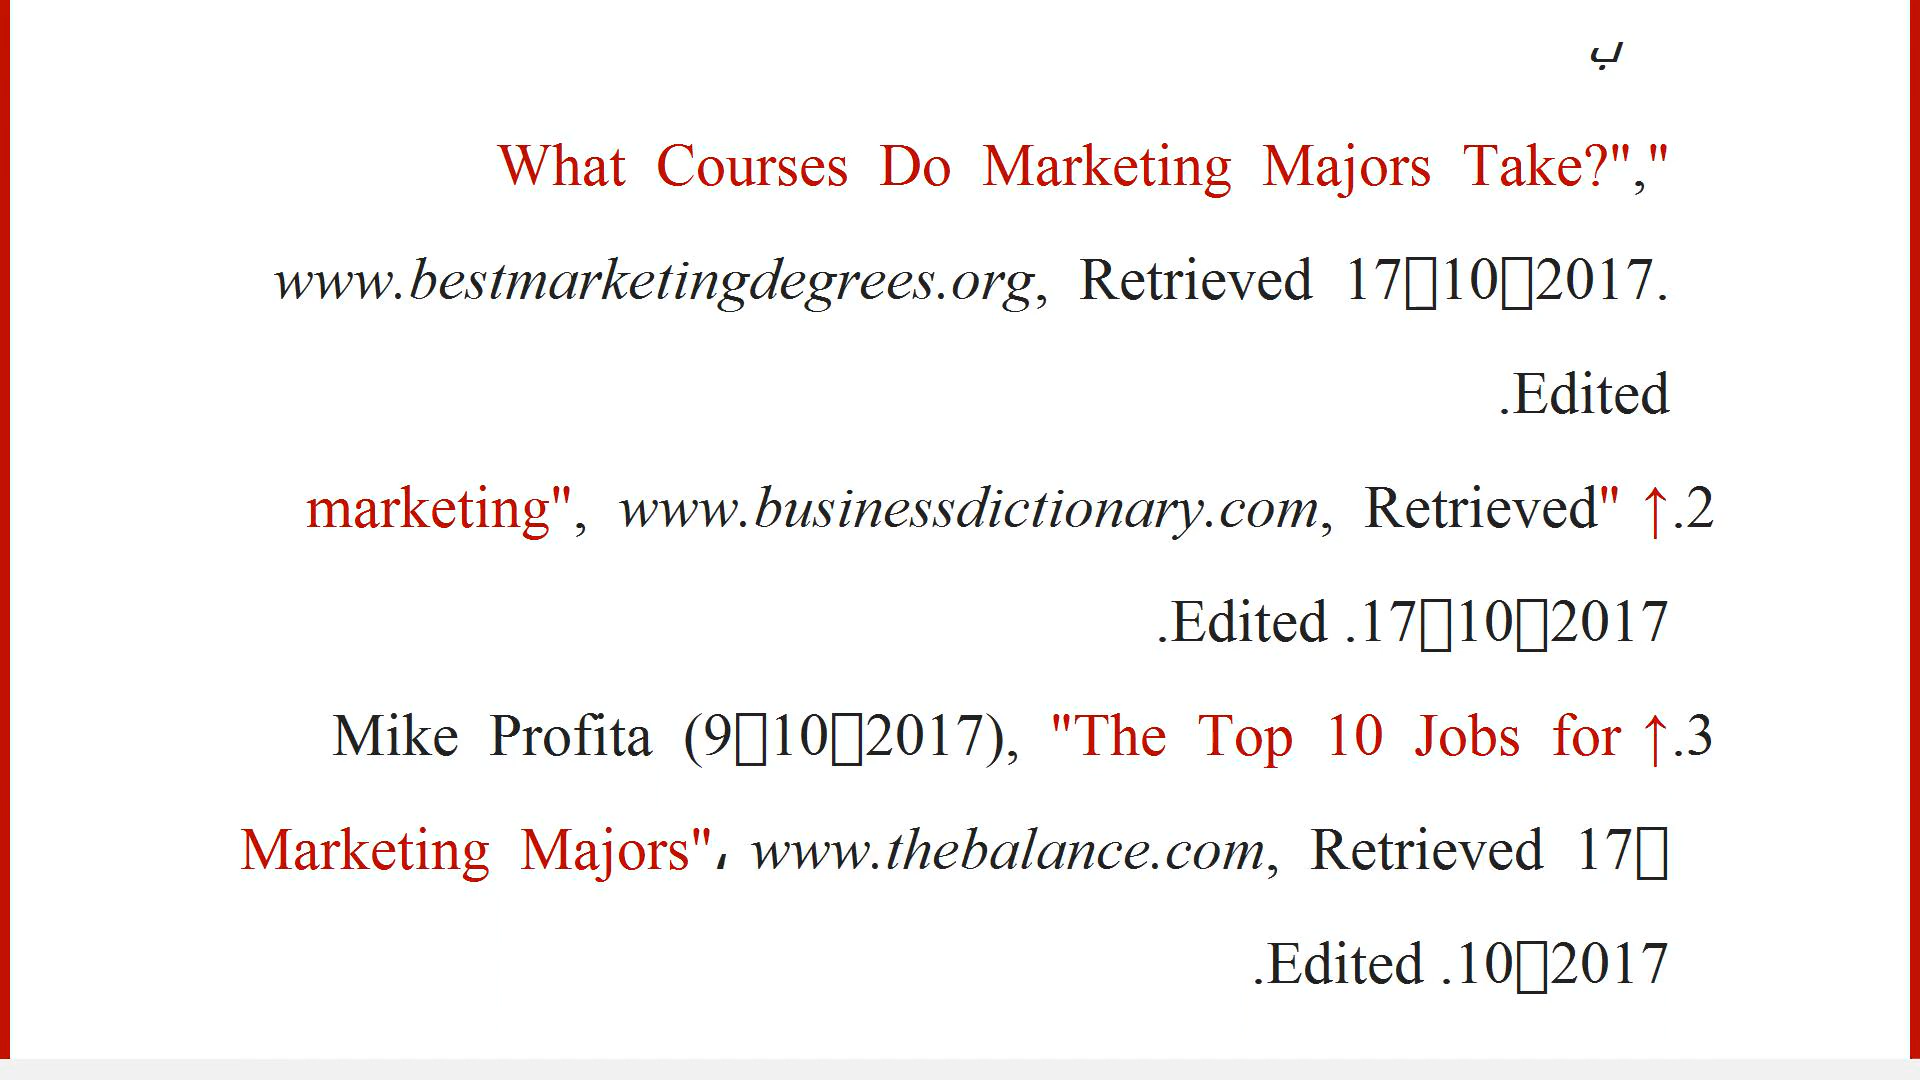 ب
What Courses Do Marketing Majors Take?","
www.bestmarketingdegrees.org, Retrieved 17▯10▯2017.
.Edited
marketing", www.businessdictionary.com, Retrieved" ↑.2
.Edited .17▯10▯2017
Mike Profita (9▯10▯2017), "The Top 10 Jobs for ↑.3
Marketing Majors"، www.thebalance.com, Retrieved 17▯
.Edited .10▯2017